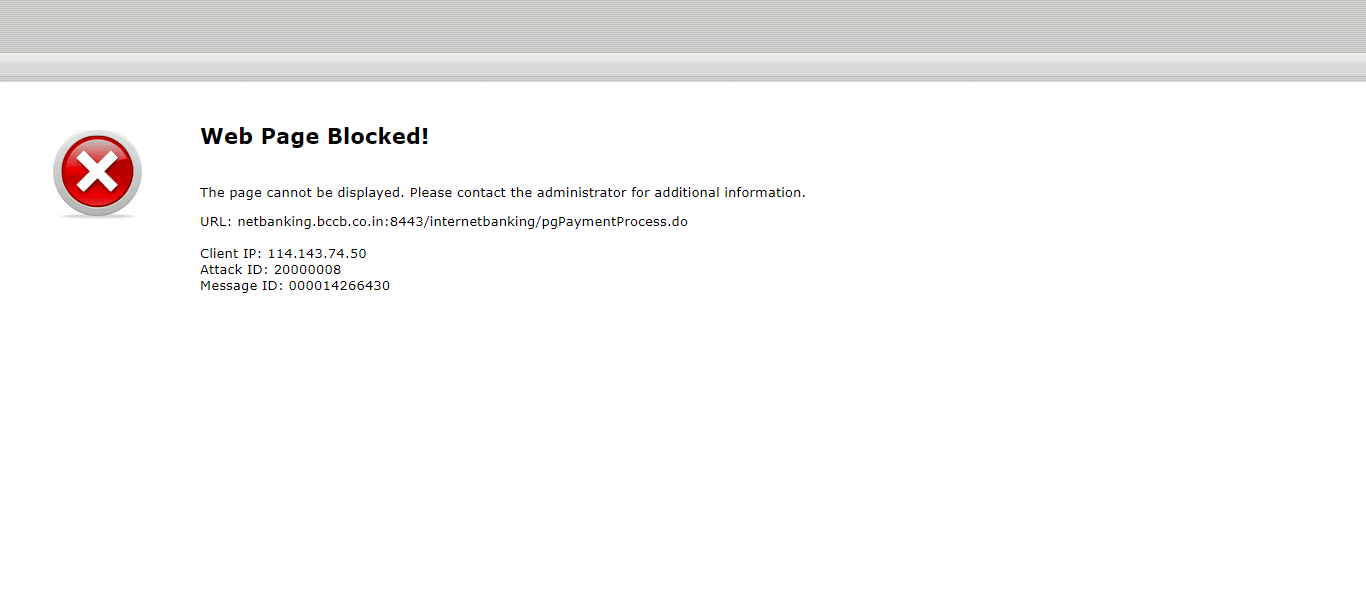 Web Page Blocked!
The page cannot be displayed. Please contact the administrator for additional information.
URL: netbanking.bccb.co.in:8443/internetbanking/pgPaymentProcess.do
Client IP: 114.143.74.50
Attack ID: 20000008
Message ID: 000014266430